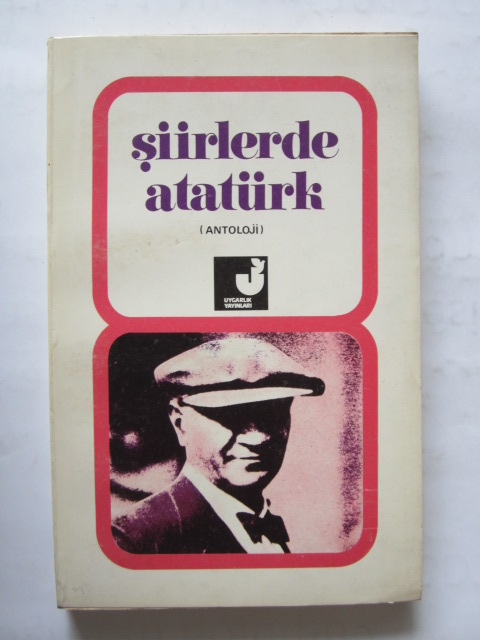 şiirlerde
atatürk
(ANTOLOJİ)
UYGARLIK
YAYINLARI